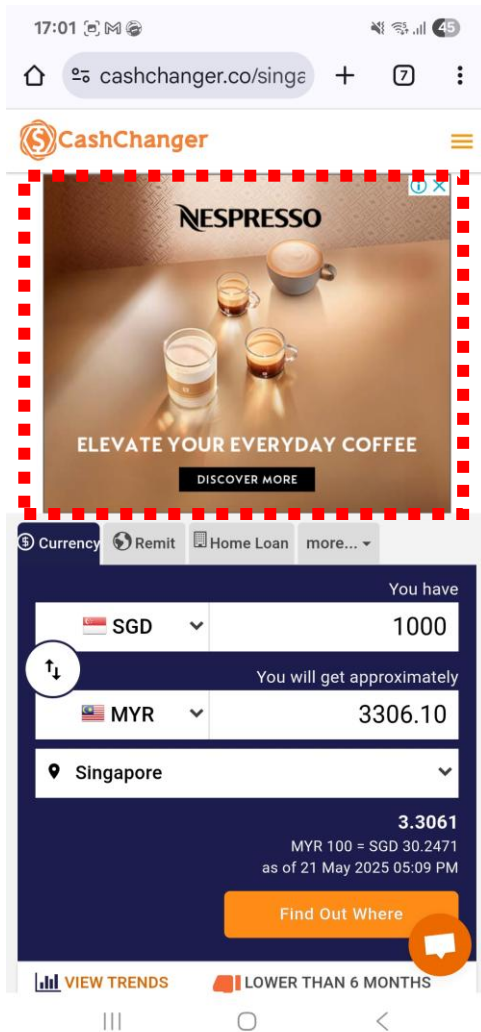 17:01
45
cashchanger.co/singa
7
CashChanger
NESPRESSO
ELEVATE YOUR EVERYDAY COFFEE
DISCOVER MORE
Currency Remit Home Loan more...
You have
SGD 1000
You will get approximately
MYR 3306.10
Singapore
3.3061
MYR 100 = SGD 30.2471
as of 21 May 2025 05:09 PM
Find Out Where
VIEW TRENDS LOWER THAN 6 MONTHS